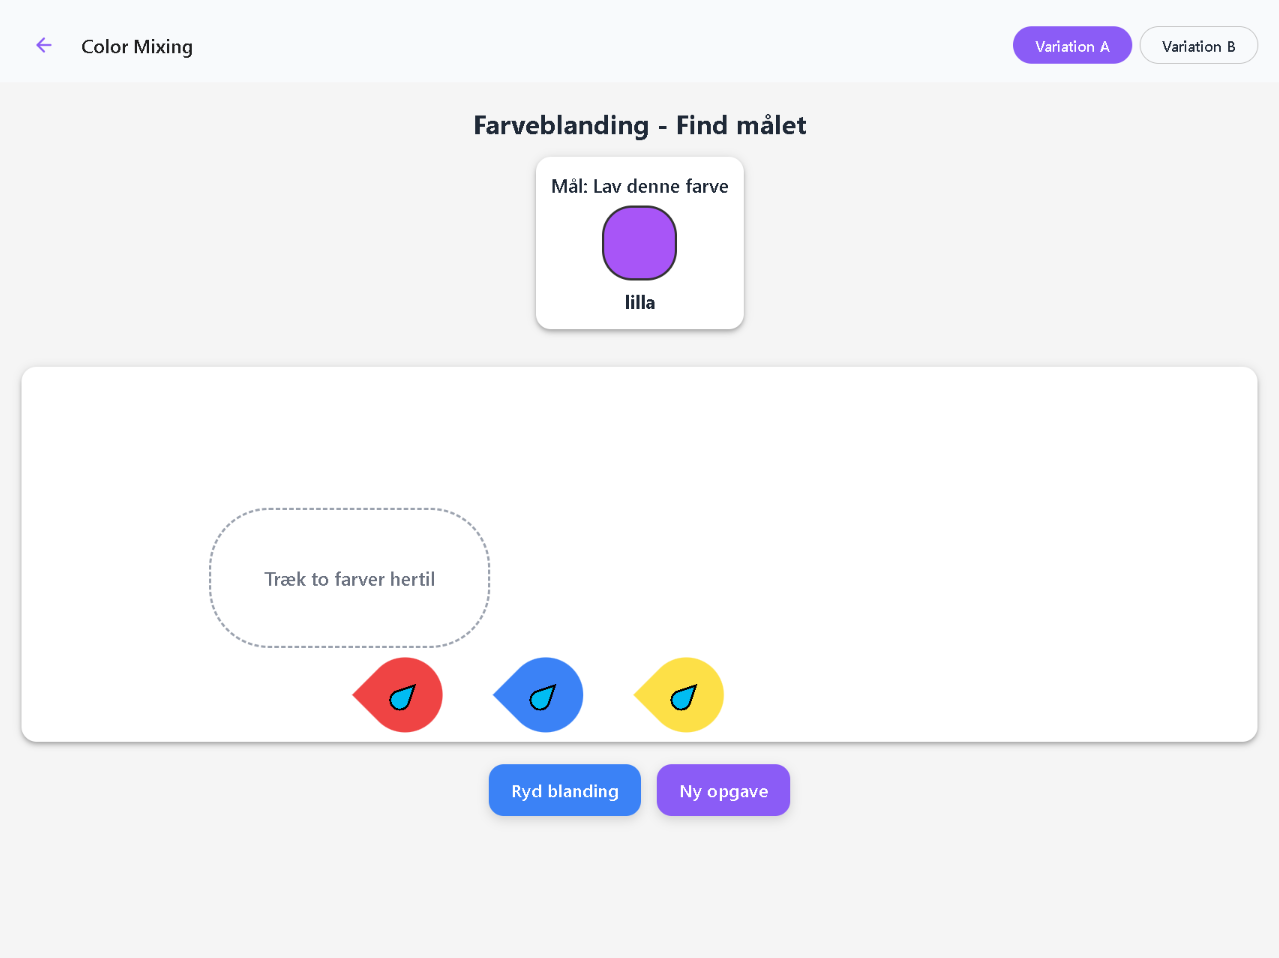 Color Mixing
Variation A
Variation B
Farveblanding - Find målet
Mål: Lav denne farve
lilla
Træk to farver hertil
Ryd blanding
Ny opgave